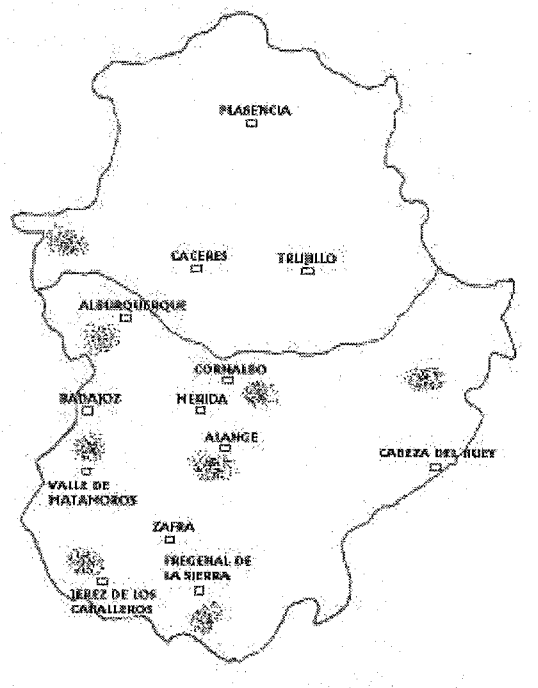 PLASENCIA
CACERES
TRUJILLO
ALBURQUERQUE
CORNALBO
BADAJOZ
MERIDA
ALANGE
CABEZA DEL BUEY
VALLE DE
MATAMOROS
ZAFRA
FREGENAL DE
LA SIERRA
JEREZ DE LOS
CABALLEROS